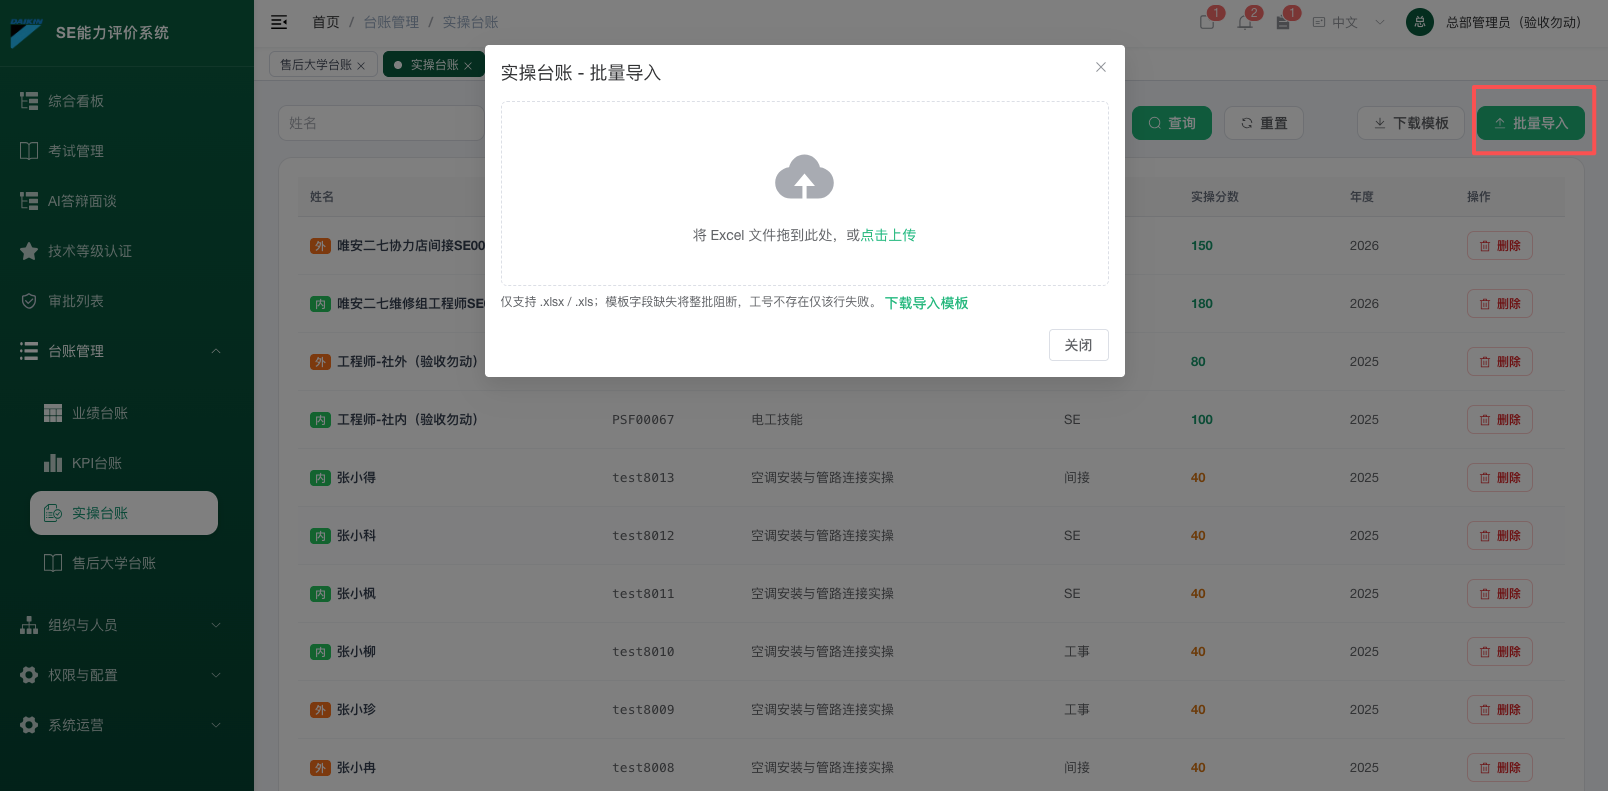 DAIKIN
SE能力评价系统
首页 / 台账管理 / 实操台账
1
2
1
中文
总
总部管理员（验收勿动）
售后大学台账
实操台账
综合看板
考试管理
AI答辩面谈
技术等级认证
审批列表
台账管理
业绩台账
KPI台账
实操台账
售后大学台账
组织与人员
权限与配置
系统运营
姓名
查询
重置
下载模板
批量导入
实操台账 - 批量导入
将 Excel 文件拖到此处，或点击上传
仅支持 .xlsx / .xls；模板字段缺失将整批阻断，工号不存在仅该行失败。 下载导入模板
关闭
姓名 实操分数 年度 操作
外 唯安二七协力店间接SE00 150 2026 删除
内 唯安二七维修组工程师SE 180 2026 删除
外 工程师-社外（验收勿动） 80 2025 删除
内 工程师-社内（验收勿动） PSF00067 电工技能 SE 100 2025 删除
内 张小得 test8013 空调安装与管路连接实操 间接 40 2025 删除
内 张小科 test8012 空调安装与管路连接实操 SE 40 2025 删除
内 张小枫 test8011 空调安装与管路连接实操 SE 40 2025 删除
内 张小柳 test8010 空调安装与管路连接实操 工事 40 2025 删除
外 张小珍 test8009 空调安装与管路连接实操 工事 40 2025 删除
外 张小冉 test8008 空调安装与管路连接实操 间接 40 2025 删除